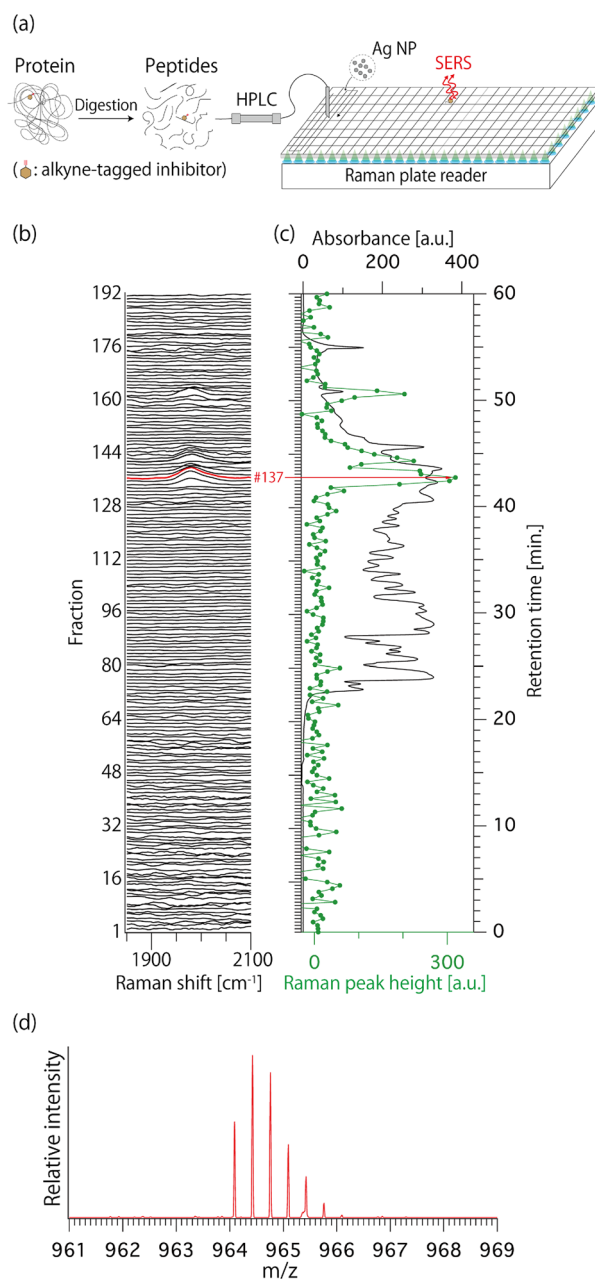 (a)
Ag NP
SERS
Protein
Peptides
HPLC
Digestion
(: alkyne-tagged inhibitor)
Raman plate reader
(b)
(c)
Absorbance [a.u.]
0 200 400
192
176
160
144
128
112
96
80
64
48
32
16
1
Fraction
#137
60
50
40
30
20
10
0
Retention time [min.]
1900 2100
Raman shift [cm⁻¹]
0 300
Raman peak height [a.u.]
(d)
Relative intensity
961 962 963 964 965 966 967 968 969
m/z